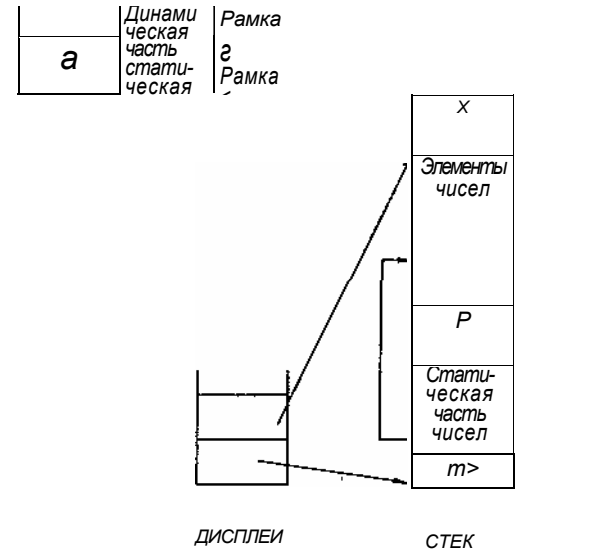 Динами
ческая
часть
стати-
ческая
Рамка
г
Рамка
а
X
Элементы
чисел
P
Стати-
ческая
часть
чисел
m>
ДИСПЛЕИ
СТЕК